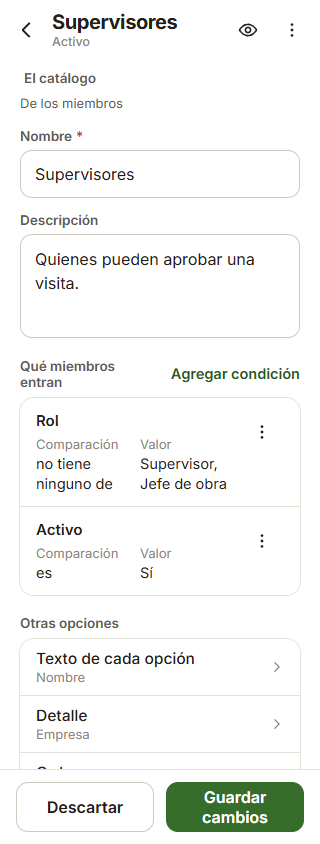 Supervisores
Activo
El catálogo
De los miembros
Nombre *
Supervisores
Descripción
Quienes pueden aprobar una
visita.
Qué miembros
entran
Agregar condición
Rol
Comparación Valor
no tiene Supervisor,
ninguno de Jefe de obra
Activo
Comparación Valor
es Sí
Otras opciones
Texto de cada opción
Nombre
Detalle
Empresa
Descartar
Guardar
cambios